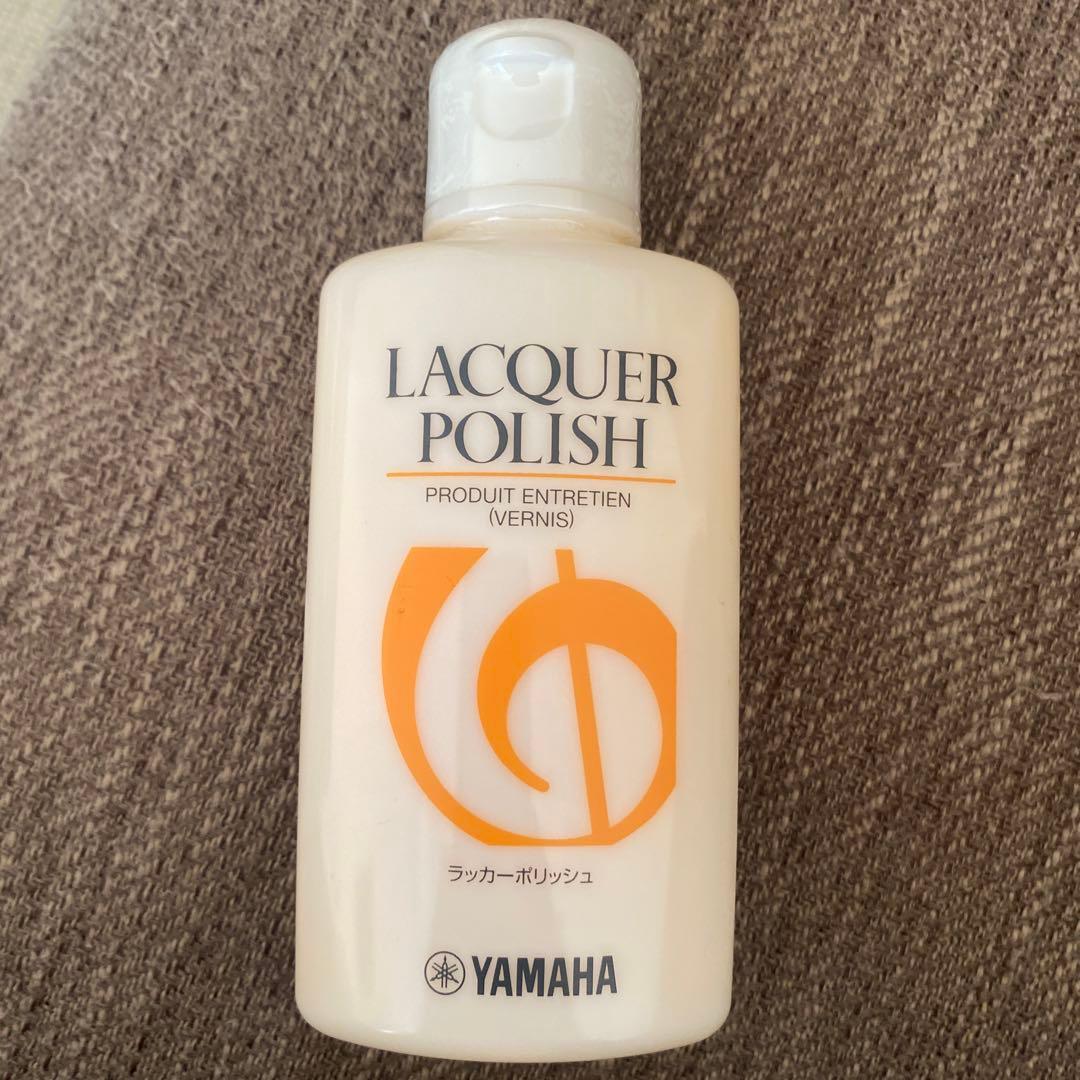 LACQUER
POLISH
PRODUIT ENTRETIEN
(VERNIS)
ラッカーポリッシュ
YAMAHA